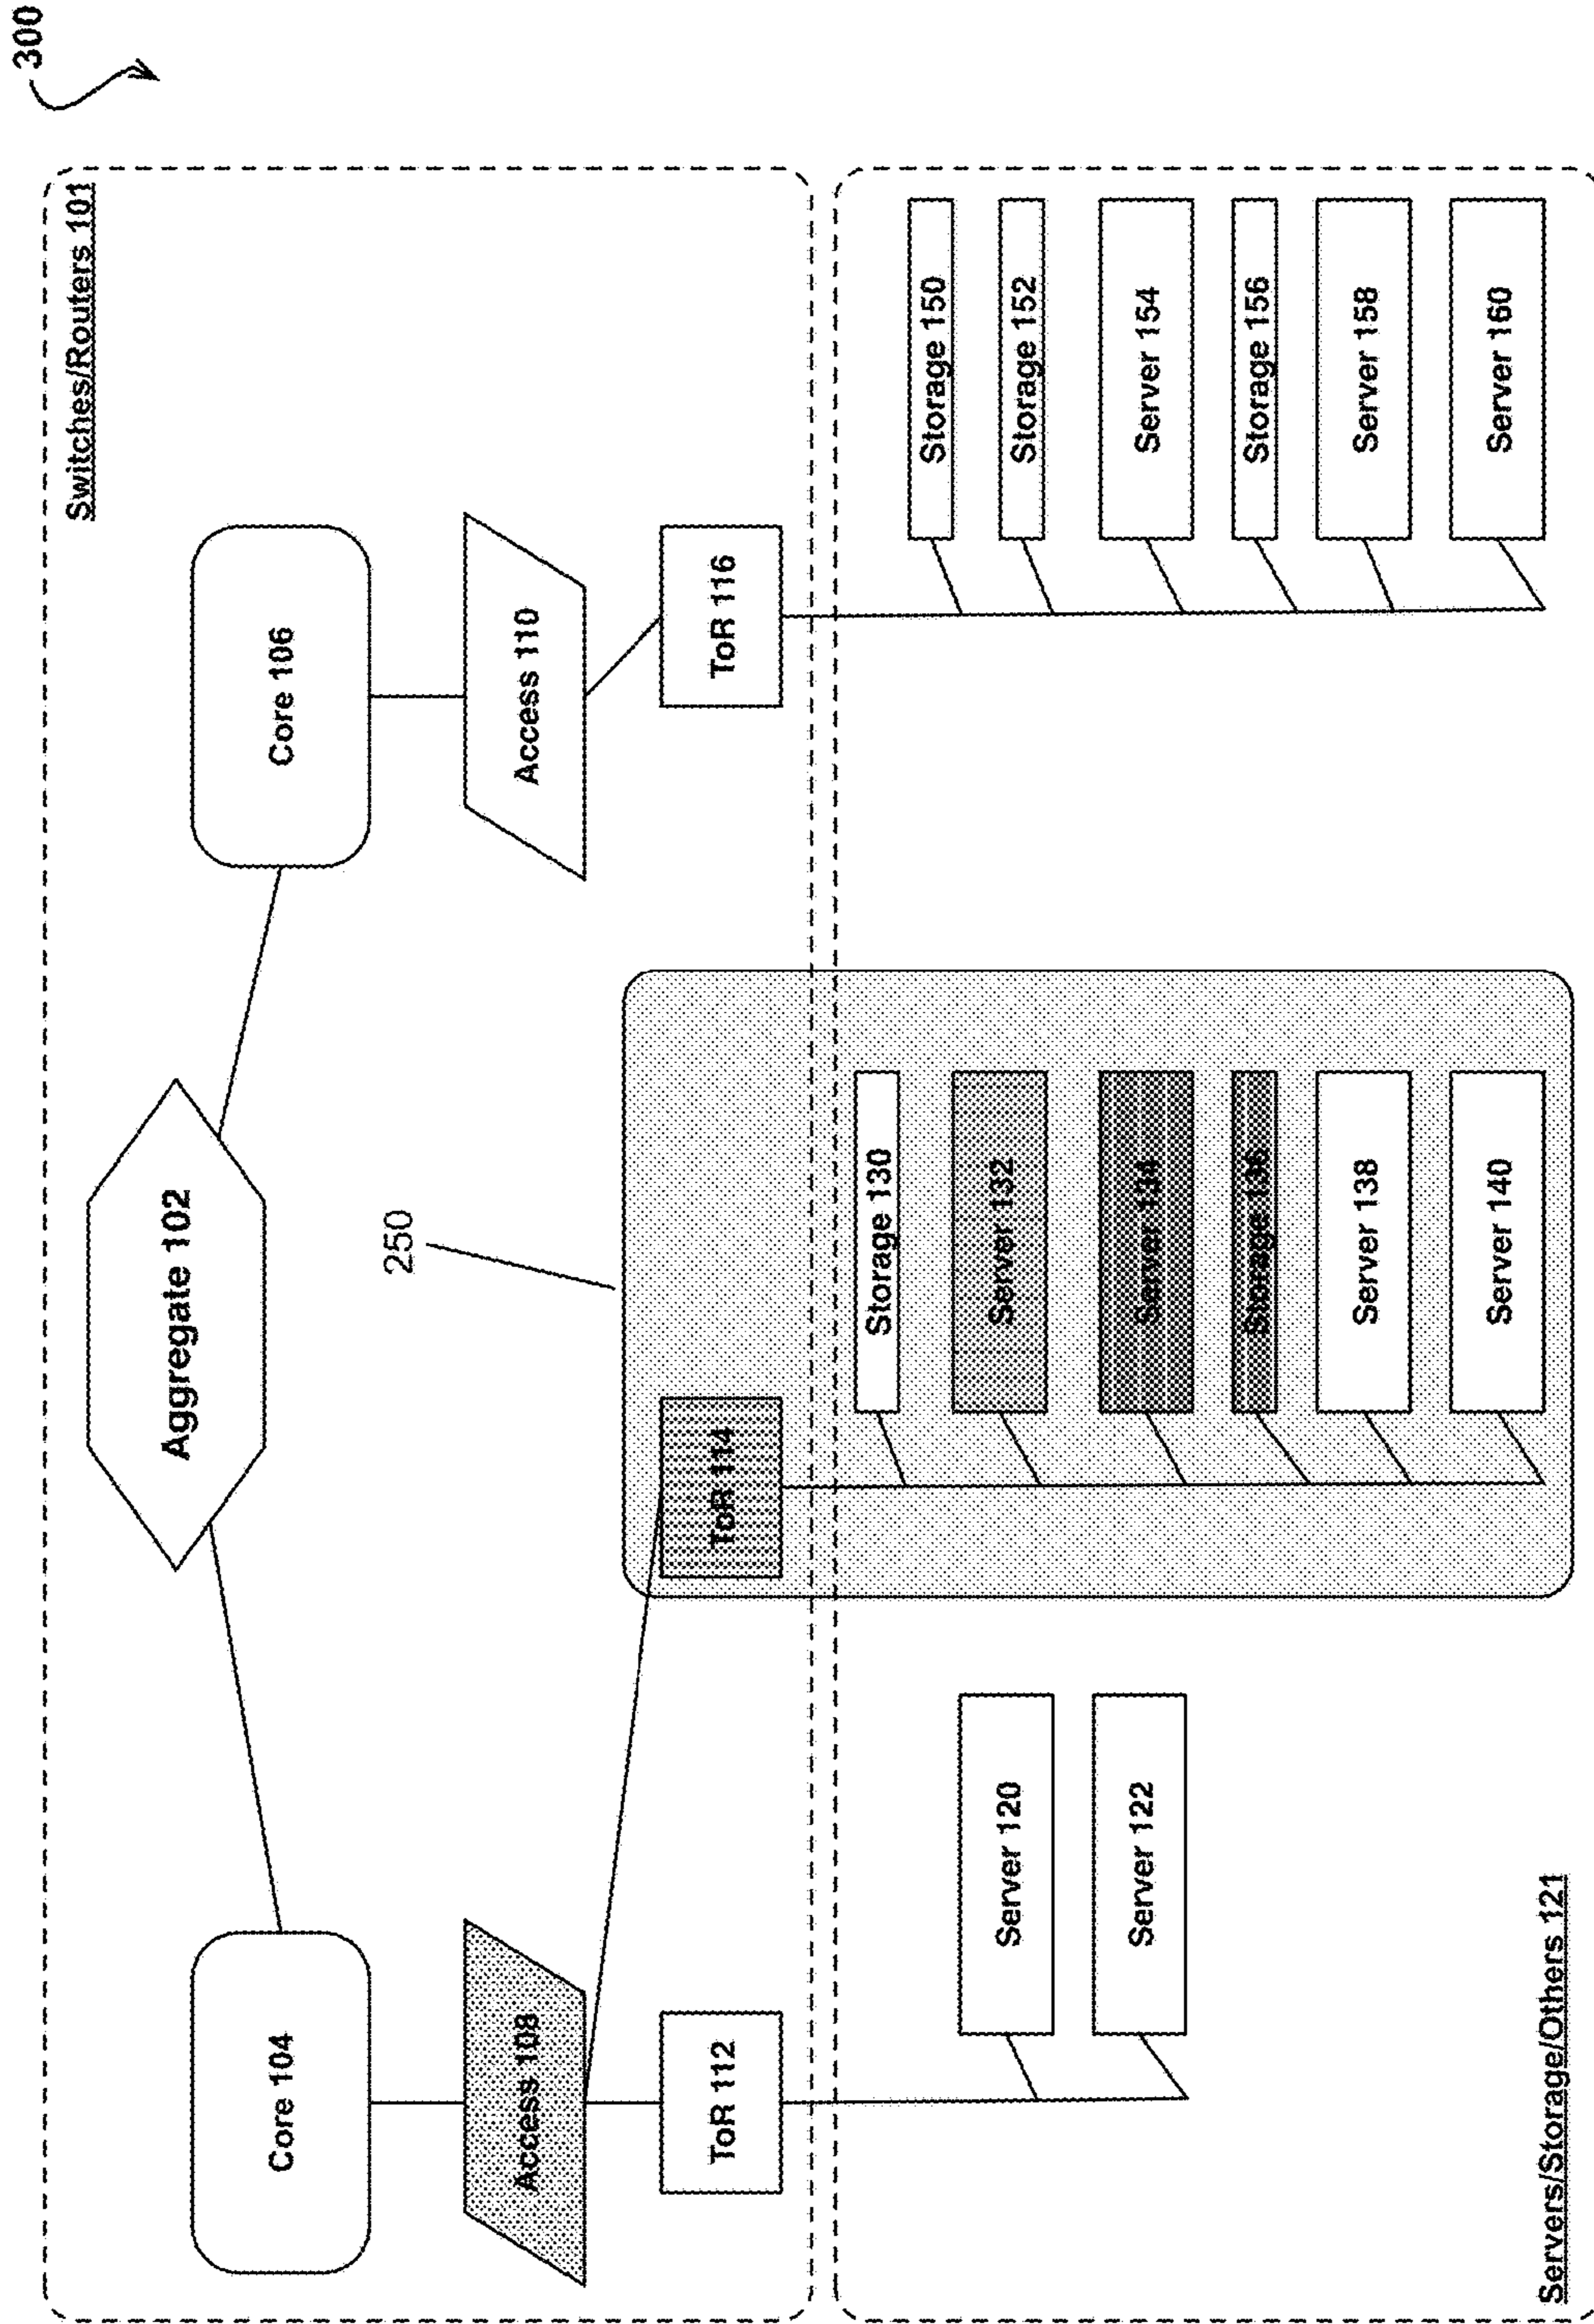 300
Switches/Routers 101
Aggregate 102
Core 104
Core 106
250
Access 108
Access 110
ToR 112
ToR 114
ToR 116
Server 120
Server 122
Storage 130
Server 132
Server 134
Storage 136
Server 138
Server 140
Storage 150
Storage 152
Server 154
Storage 156
Server 158
Server 160
Servers/Storage/Others 121